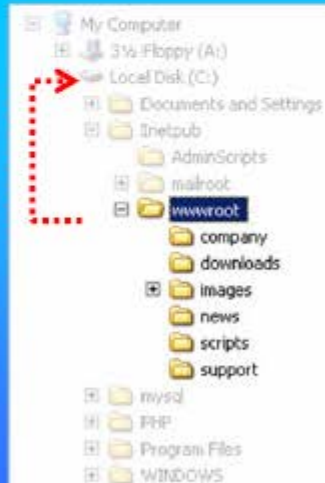 My Computer
3½ Floppy (A:)
Local Disk (C:)
Documents and Settings
Inetpub
AdminScripts
mailroot
wwwroot
company
downloads
images
news
scripts
support
mysql
PHP
Program Files
WINDOWS